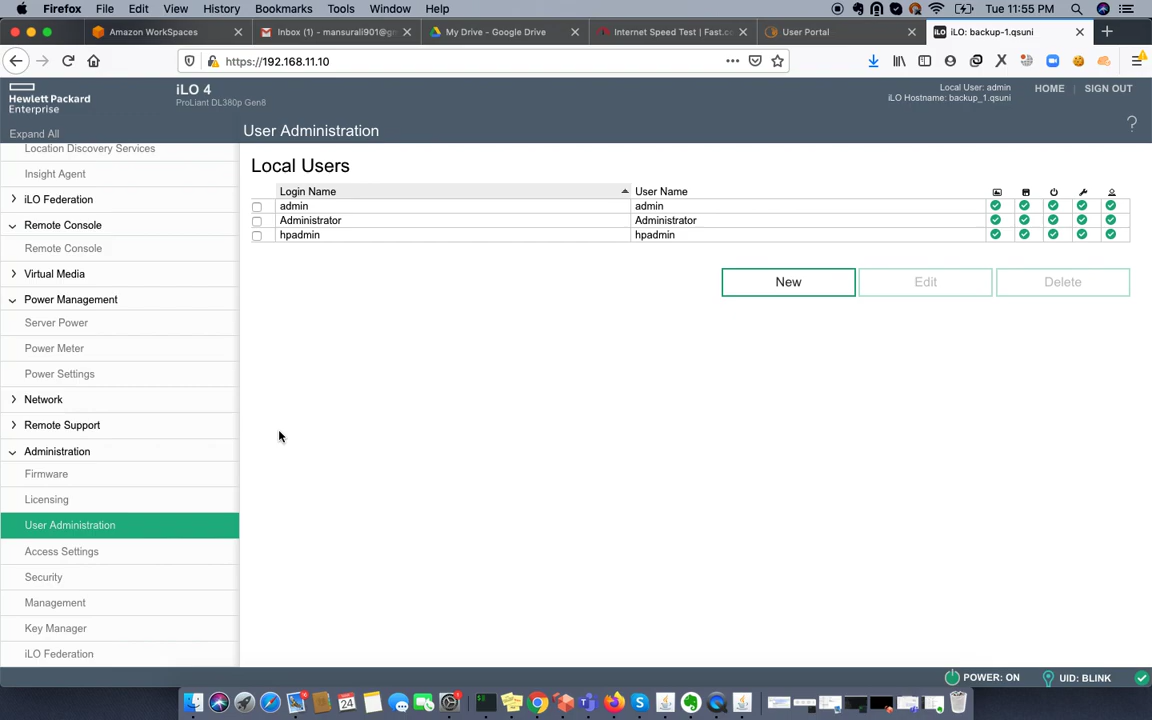 Firefox File Edit View History Bookmarks Tools Window Help Tue 11:55 PM
Amazon WorkSpaces Inbox (1) - mansurali901@g My Drive - Google Drive Internet Speed Test | Fast.c User Portal iLO: backup-1.qsuni
https://192.168.11.10
Hewlett Packard
Enterprise
iLO 4
ProLiant DL380p Gen8
Local User: admin
iLO Hostname: backup_1.qsuni
HOME SIGN OUT
Expand All
User Administration
?
Location Discovery Services
Insight Agent
iLO Federation
Remote Console
Remote Console
Virtual Media
Power Management
Server Power
Power Meter
Power Settings
Network
Remote Support
Administration
Firmware
Licensing
User Administration
Access Settings
Security
Management
Key Manager
iLO Federation
Local Users
Login Name User Name
admin admin
Administrator Administrator
hpadmin hpadmin
New Edit Delete
POWER: ON UID: BLINK